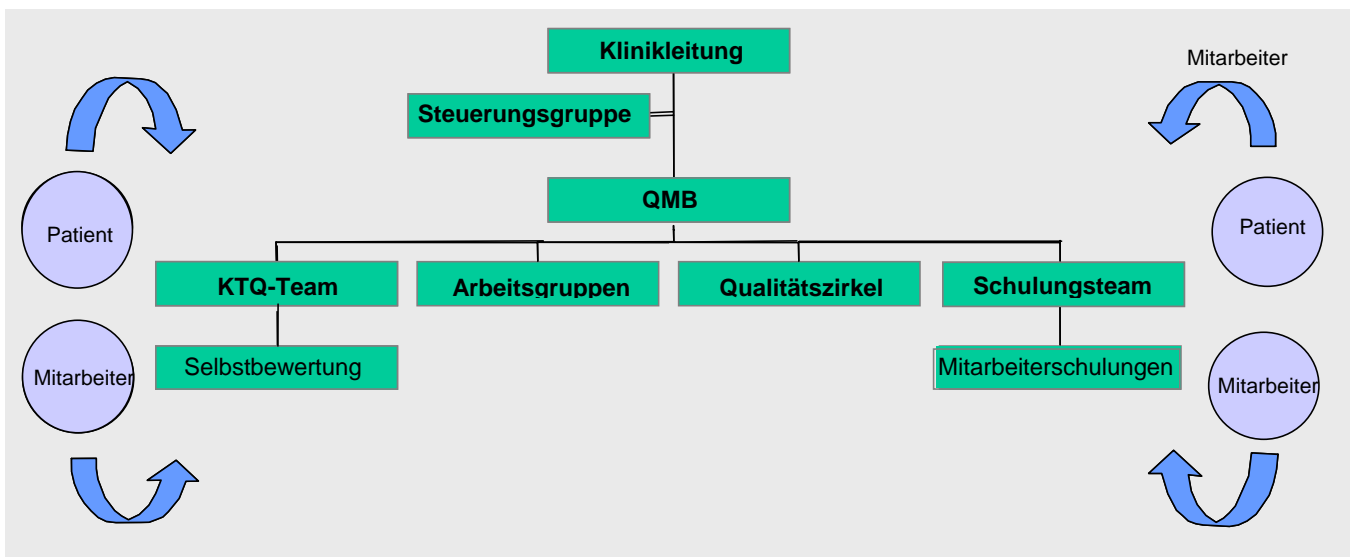 Klinikleitung
Mitarbeiter
Steuerungsgruppe
QMB
Patient
Patient
KTQ-Team
Arbeitsgruppen
Qualitätszirkel
Schulungsteam
Mitarbeiter
Selbstbewertung
Mitarbeiterschulungen
Mitarbeiter